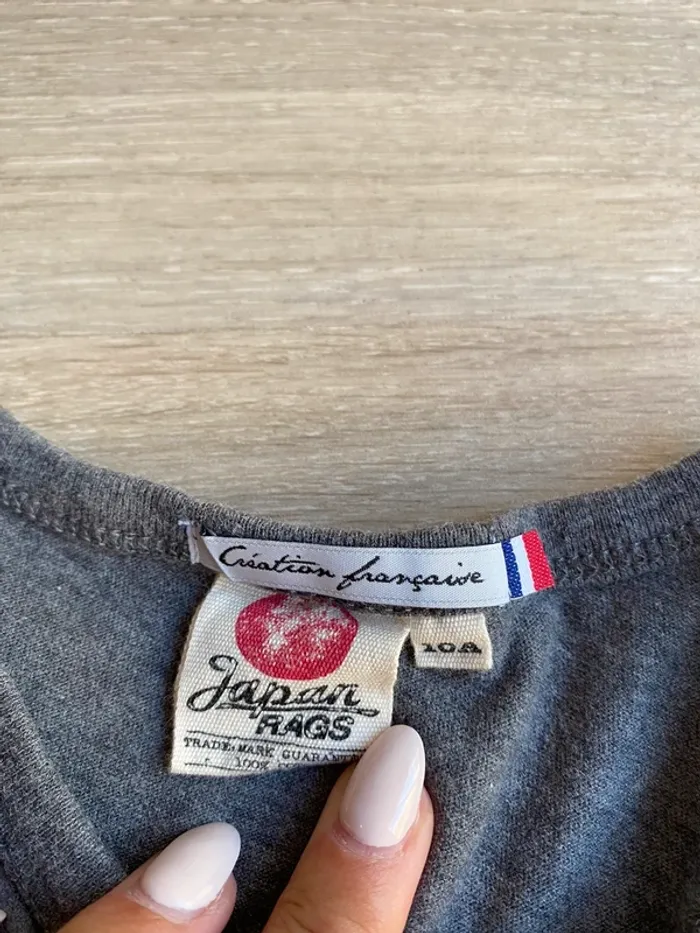 Création française
Japan
RAGS
10A
TRADE-MARK GUARAN
100%